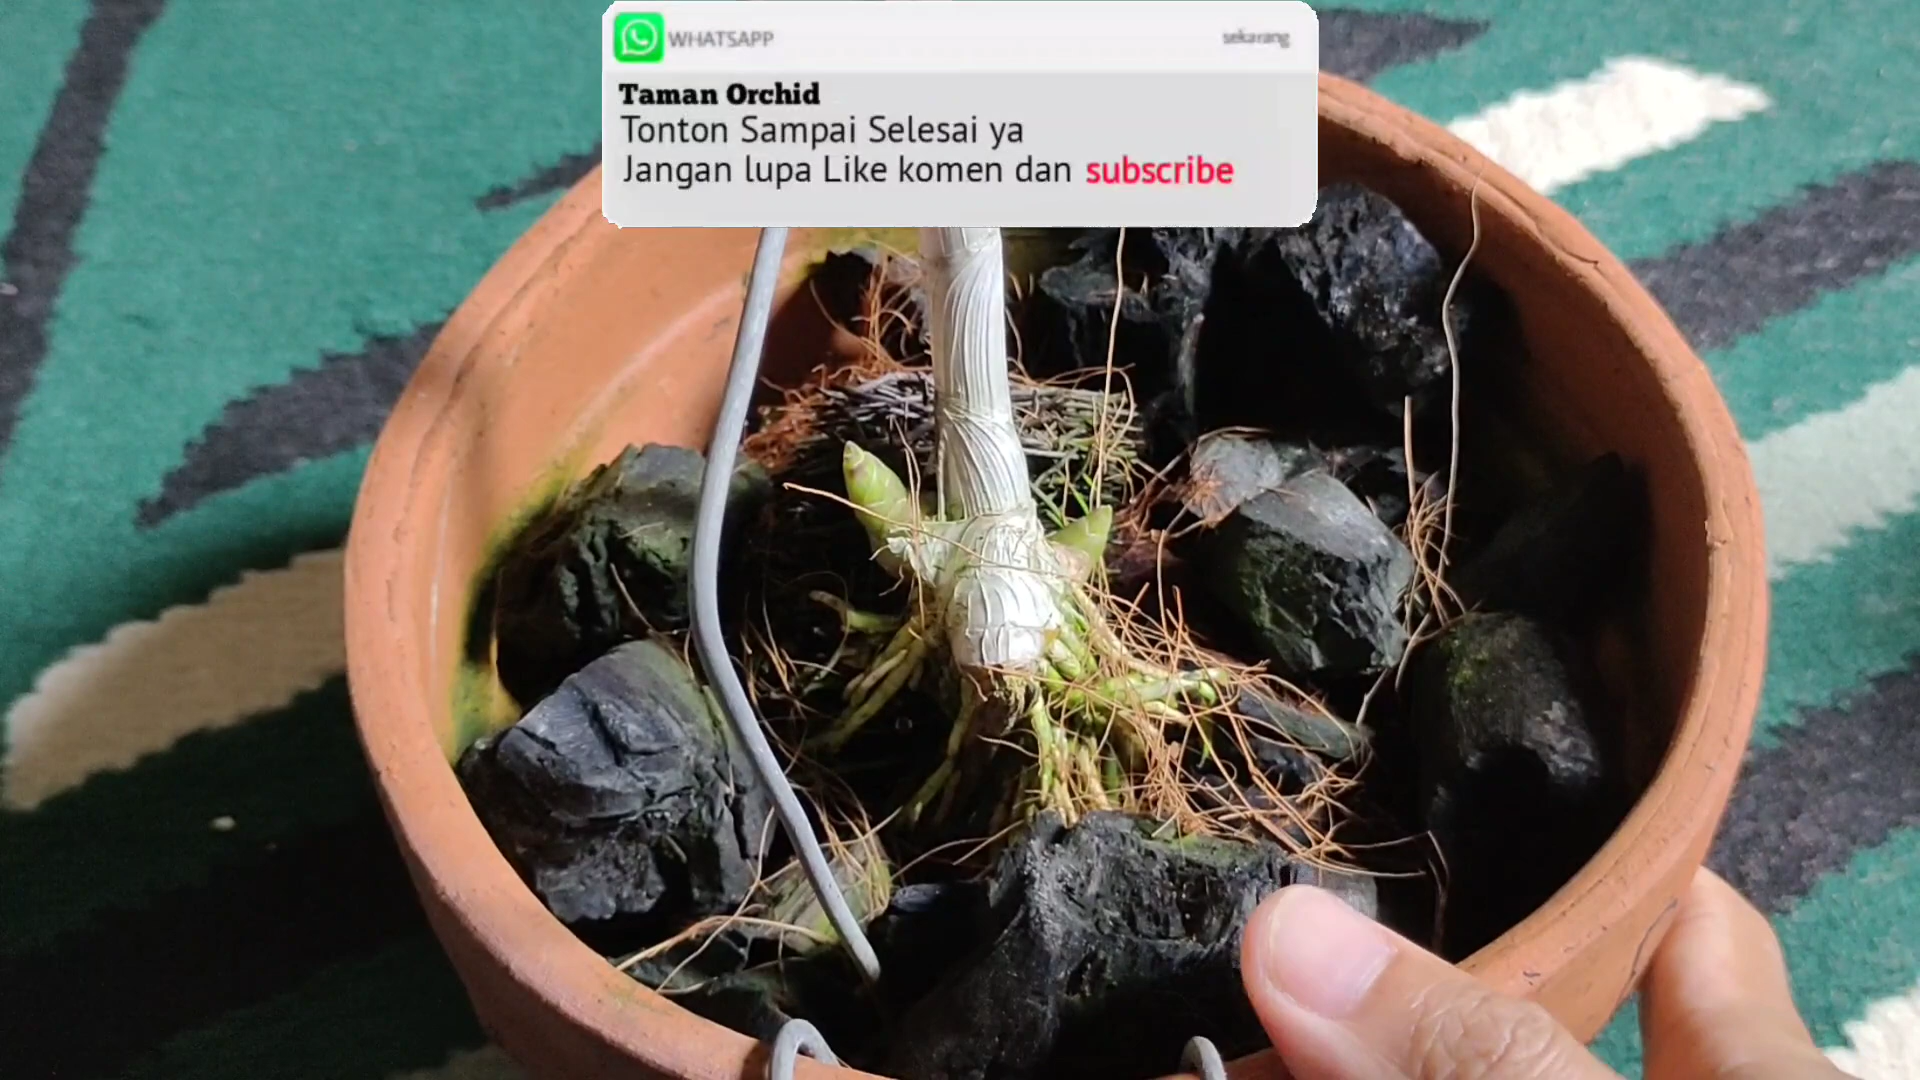 WHATSAPP sekarang
Taman Orchid
Tonton Sampai Selesai ya
Jangan lupa Like komen dan subscribe